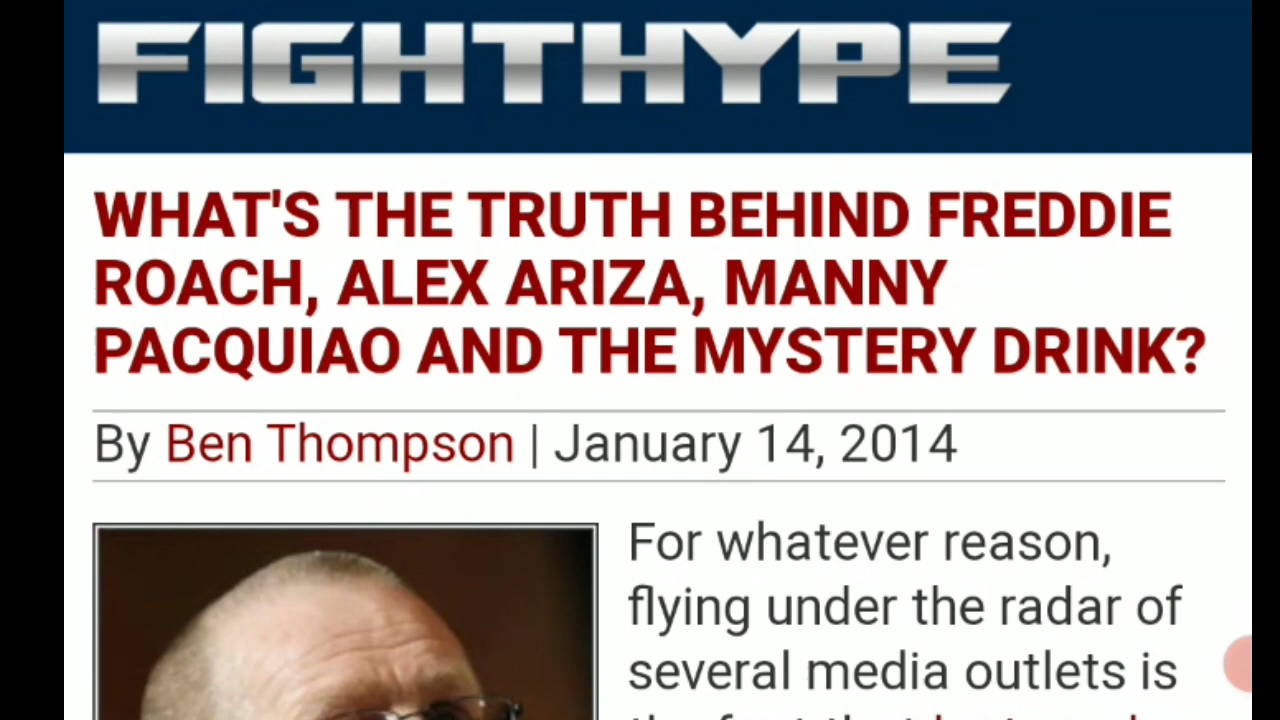 FIGHTHYPE
WHAT'S THE TRUTH BEHIND FREDDIE
ROACH, ALEX ARIZA, MANNY
PACQUIAO AND THE MYSTERY DRINK?
By Ben Thompson | January 14, 2014
For whatever reason,
flying under the radar of
several media outlets is